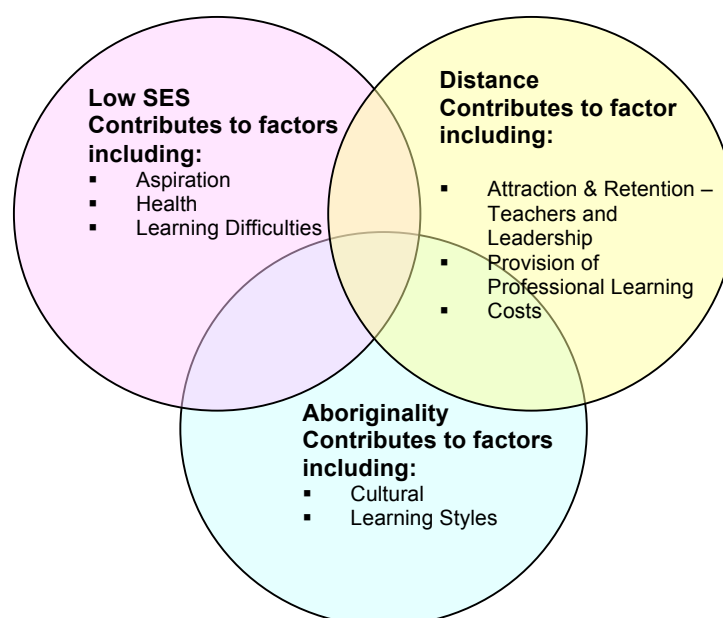 Low SES
Contributes to factors
including:
▪ Aspiration
▪ Health
▪ Learning Difficulties
Distance
Contributes to factor
including:
▪ Attraction & Retention –
Teachers and
Leadership
▪ Provision of
Professional Learning
▪ Costs
Aboriginality
Contributes to factors
including:
▪ Cultural
▪ Learning Styles